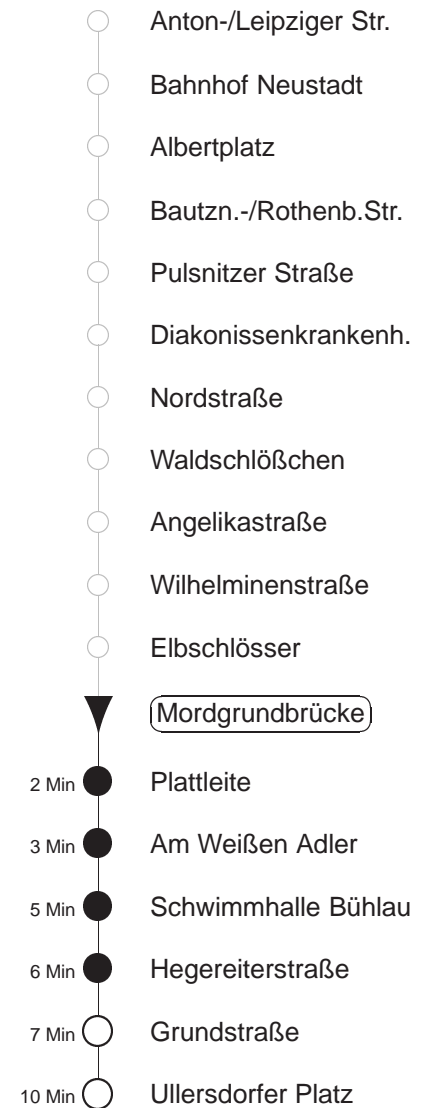 Anton-/Leipziger Str.
Bahnhof Neustadt
Albertplatz
Bautzn.-/Rothenb.Str.
Pulsnitzer Straße
Diakonissenkrankenh.
Nordstraße
Waldschlößchen
Angelikastraße
Wilhelminenstraße
Elbschlösser
Mordgrundbrücke
2 Min Plattleite
3 Min Am Weißen Adler
5 Min Schwimmhalle Bühlau
6 Min Hegereiterstraße
7 Min Grundstraße
10 Min Ullersdorfer Platz